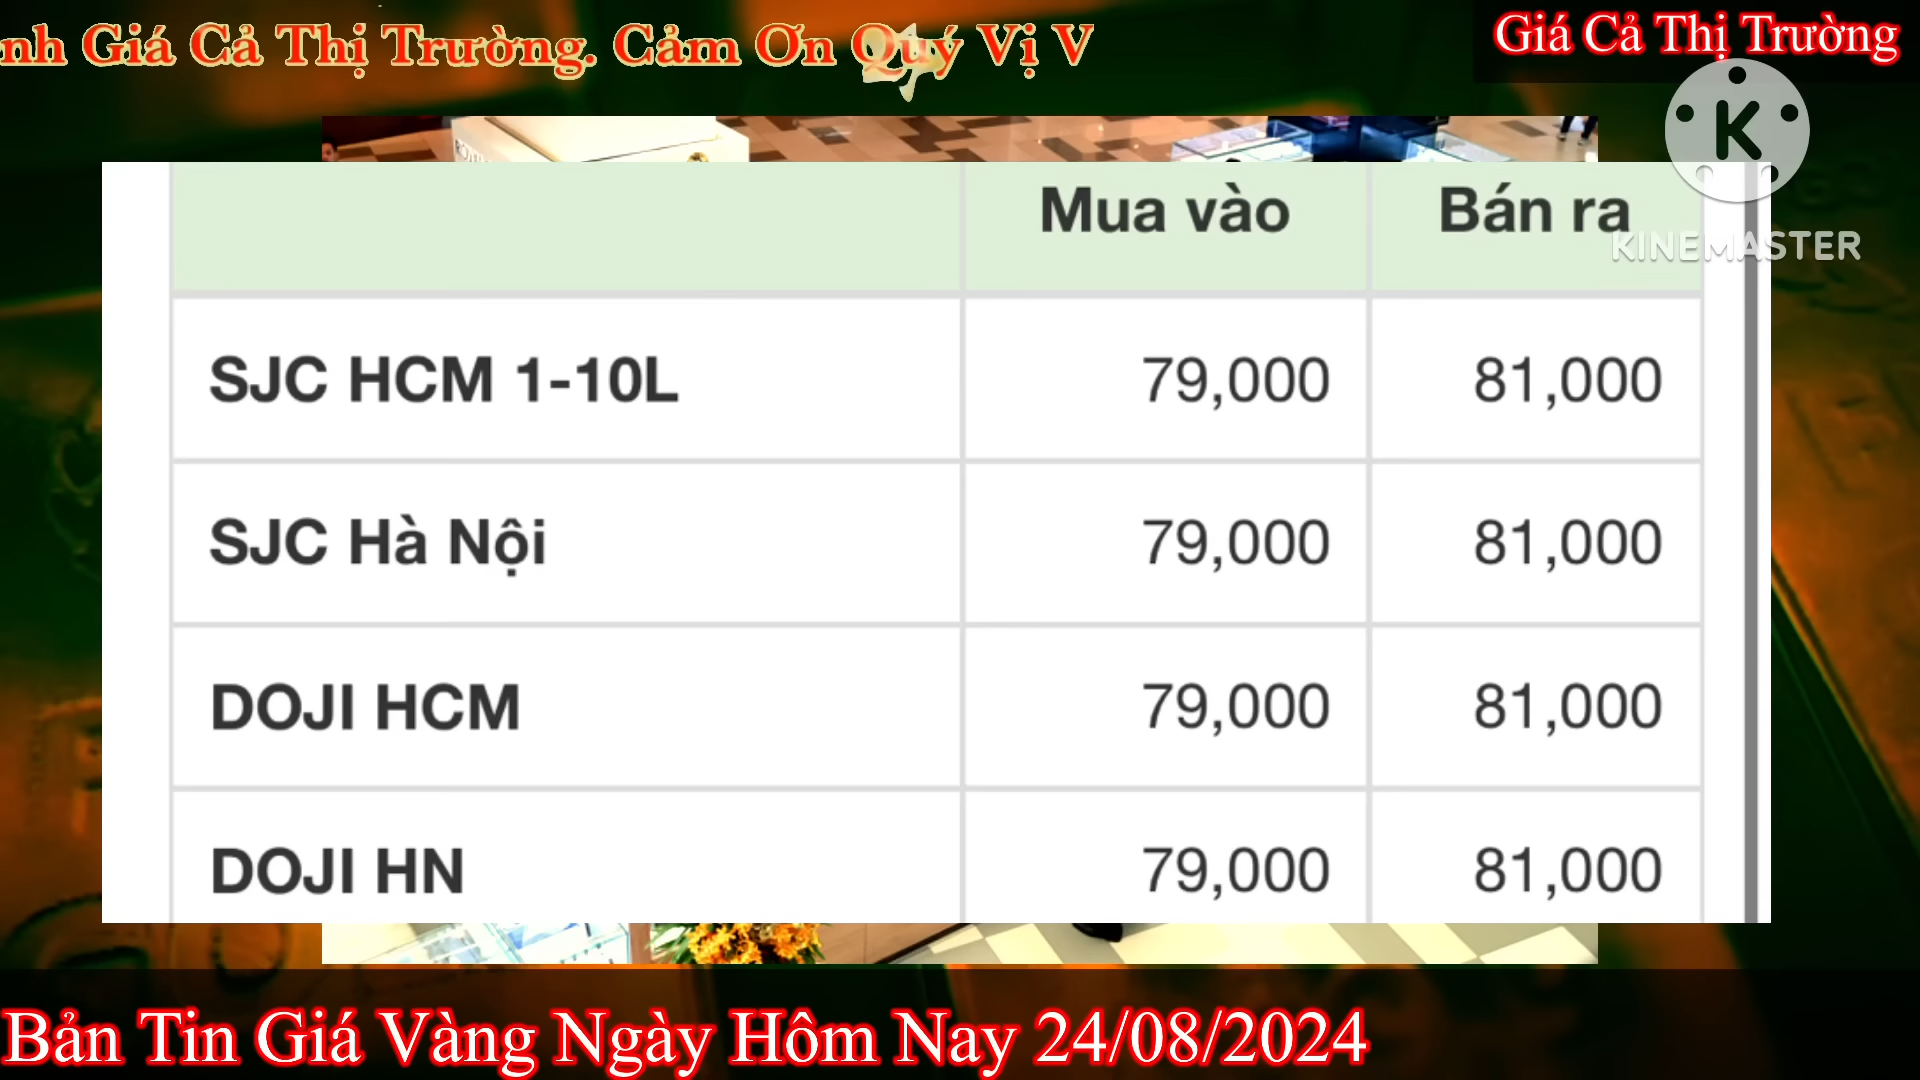 nh Giá Cả Thị Trường. Cảm Ơn Quý Vị V
Giá Cả Thị Trường
K
KINEMASTER
Mua vào Bán ra
SJC HCM 1-10L 79,000 81,000
SJC Hà Nội 79,000 81,000
DOJI HCM 79,000 81,000
DOJI HN 79,000 81,000
Bản Tin Giá Vàng Ngày Hôm Nay 24/08/2024